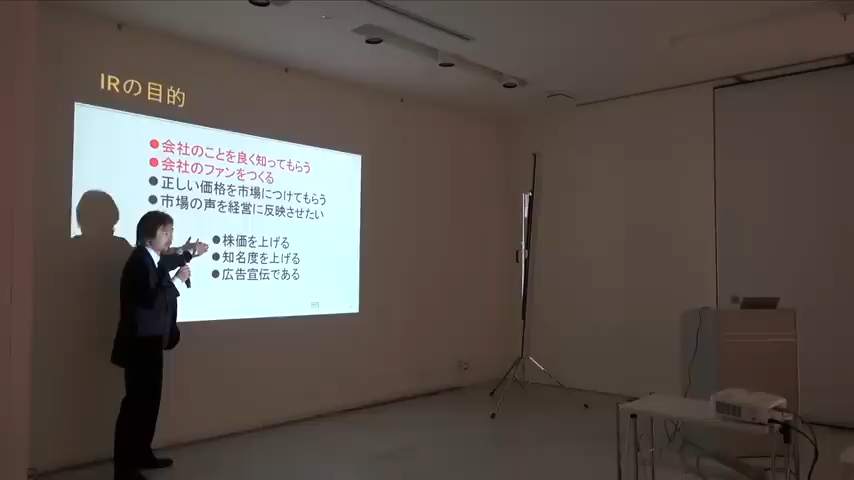 IRの目的
●会社のことを良く知ってもらう
●会社のファンをつくる
●正しい価格を市場につけてもらう
●市場の声を経営に反映させたい
●株価を上げる
●知名度を上げる
●広告宣伝である